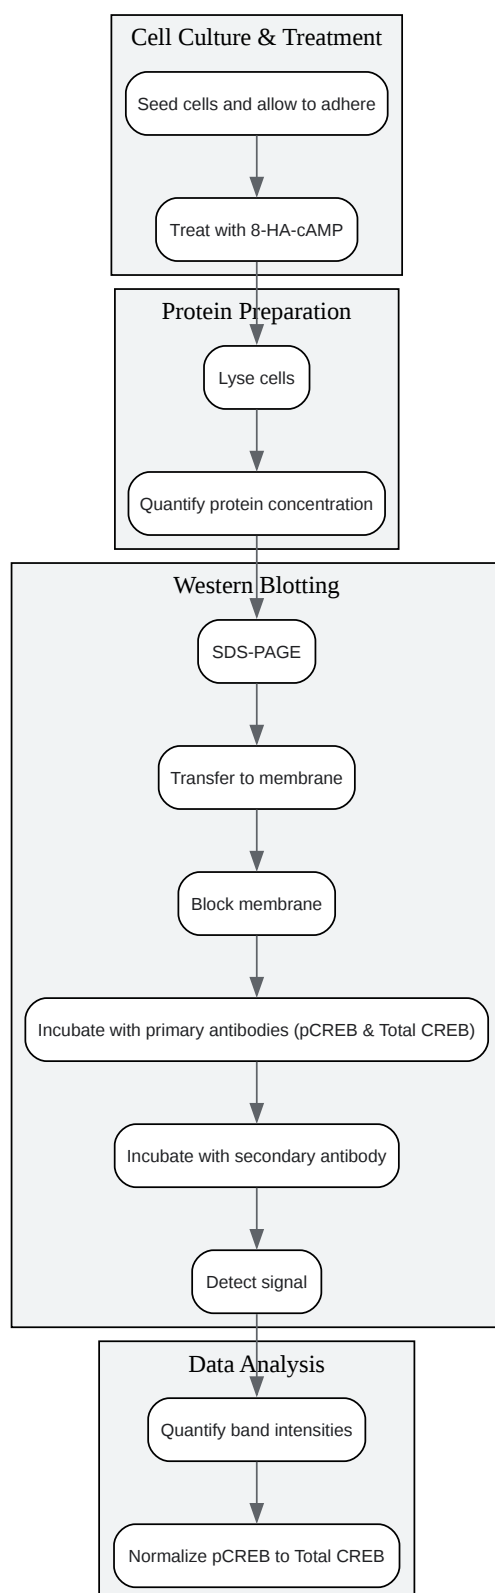 Cell Culture & Treatment
Seed cells and allow to adhere
Treat with 8-HA-cAMP
Protein Preparation
Lyse cells
Quantify protein concentration
Western Blotting
SDS-PAGE
Transfer to membrane
Block membrane
Incubate with primary antibodies (pCREB & Total CREB)
Incubate with secondary antibody
Detect signal
Data Analysis
Quantify band intensities
Normalize pCREB to Total CREB